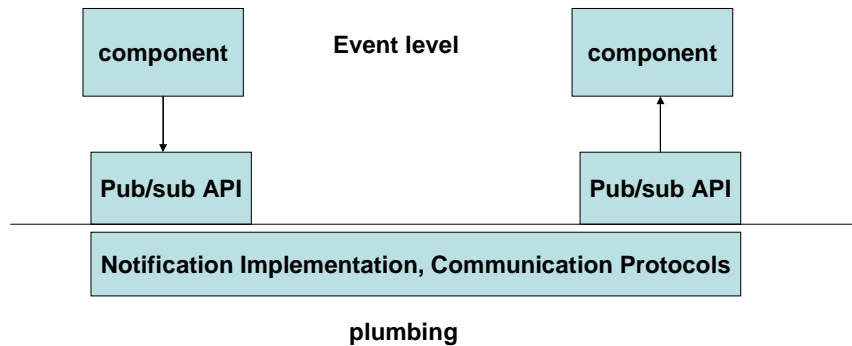 component
Event level
component
Pub/sub API
Pub/sub API
Notification Implementation, Communication Protocols
plumbing